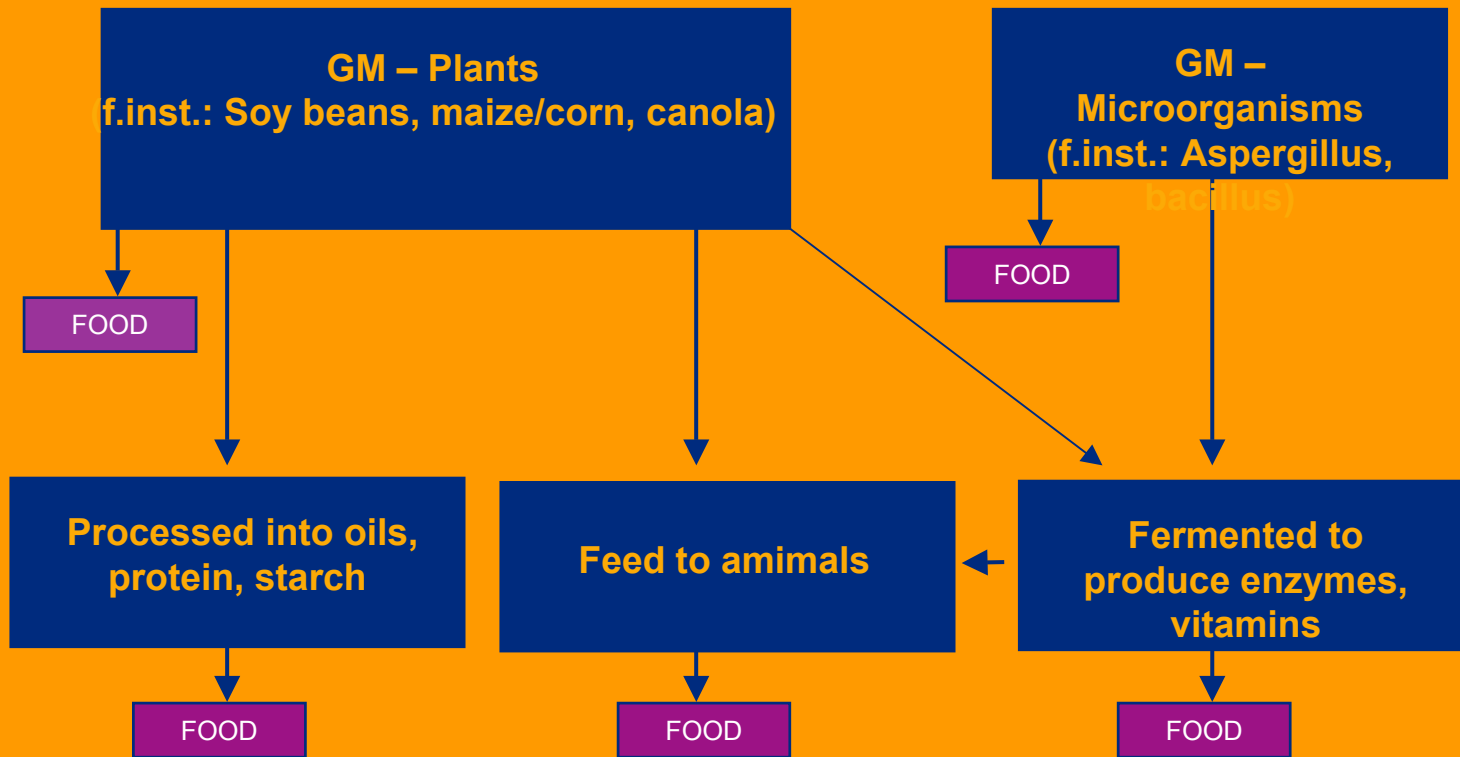 GM – Plants
(f.inst.: Soy beans, maize/corn, canola)
GM –
Microorganisms
(f.inst.: Aspergillus,
bacillus)
FOOD
FOOD
Processed into oils,
protein, starch
Feed to amimals
Fermented to
produce enzymes,
vitamins
FOOD
FOOD
FOOD